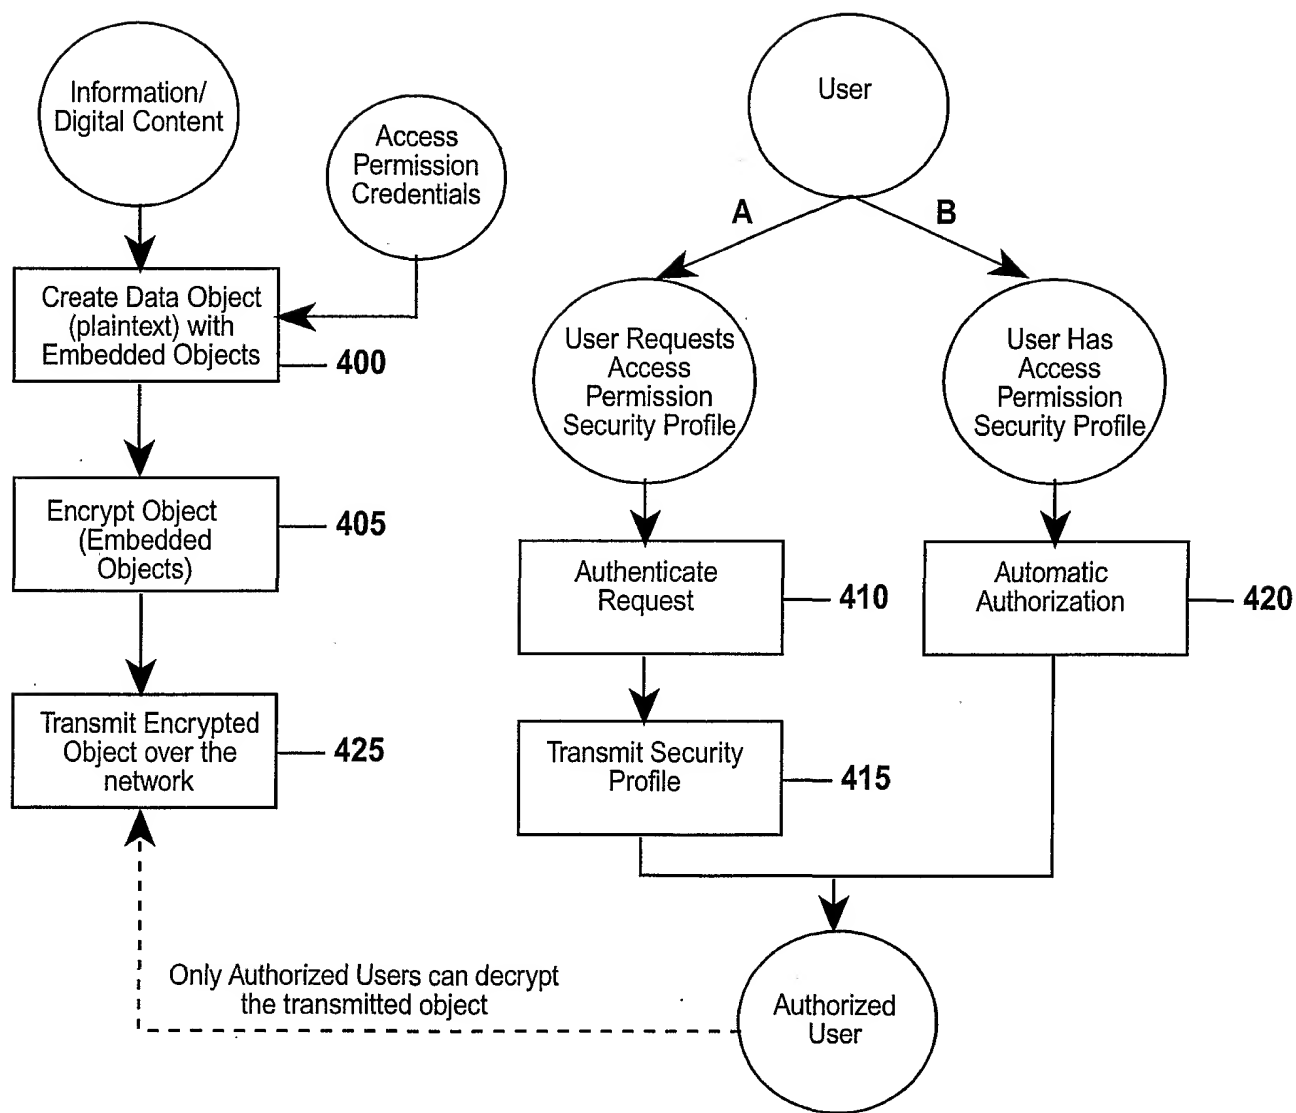 Information/
Digital Content
Access
Permission
Credentials
User
A
B
Create Data Object
(plaintext) with
Embedded Objects
400
User Requests
Access
Permission
Security Profile
User Has
Access
Permission
Security Profile
Encrypt Object
(Embedded
Objects)
405
Authenticate
Request
410
Automatic
Authorization
420
Transmit Encrypted
Object over the
network
425
Transmit Security
Profile
415
Only Authorized Users can decrypt
the transmitted object
Authorized
User